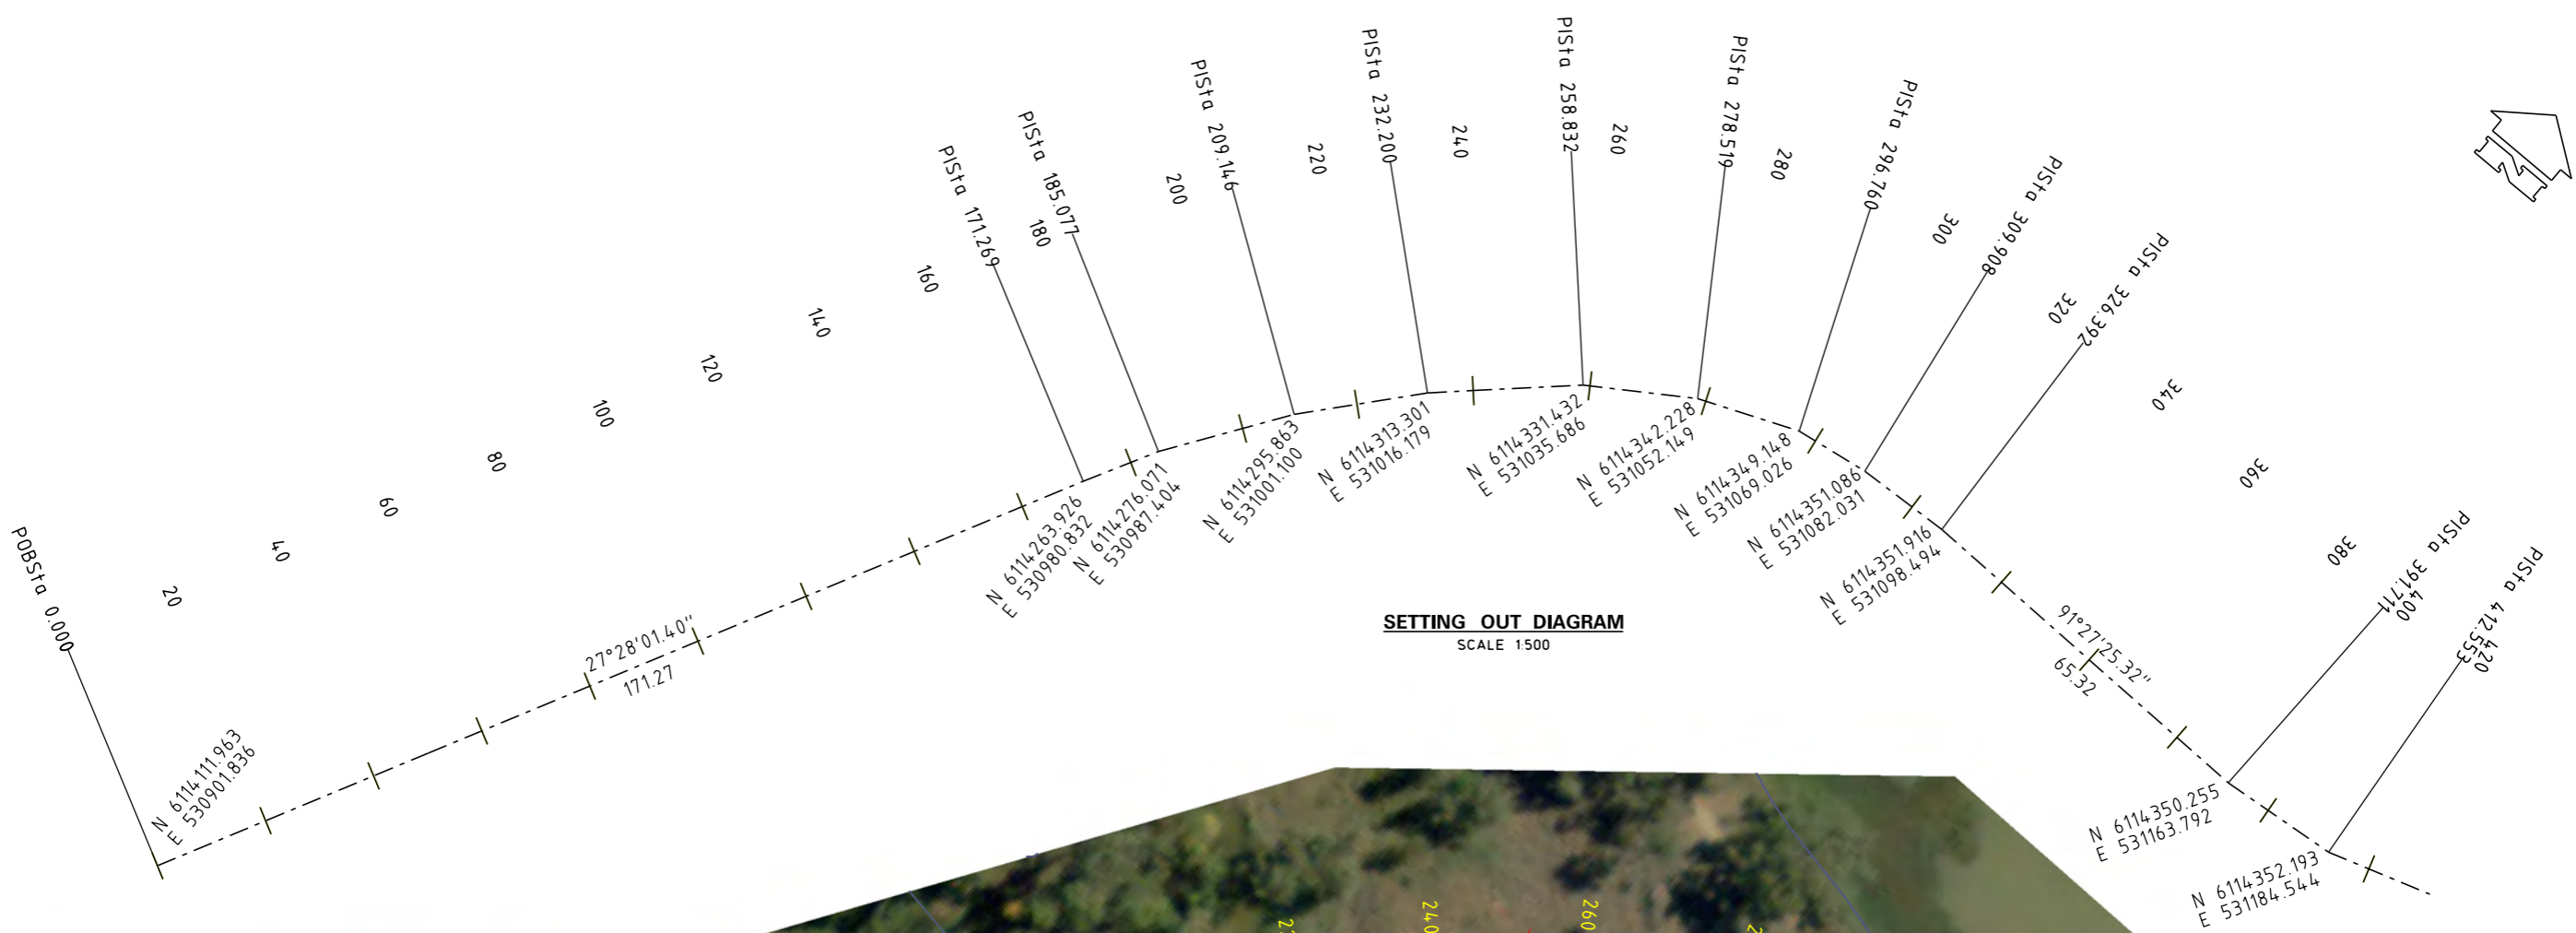 POBSta 0.000
20
40
60
80
100
120
140
160
PISta 171.269
180
PISta 185.077
200
PISta 209.146
220
PISta 232.200
240
PISta 258.832
260
PISta 278.519
280
PISta 296.760
300
PISta 309.908
320
PISta 326.392
340
360
380
PISta 391.711
400
PISta 412.553
420
N 6114111.963
E 530901.836
27°28'01.40"
171.27
N 6114263.926
E 530980.832
N 6114276.071
E 530987.404
N 6114295.863
E 531001.100
N 6114313.301
E 531016.179
N 6114331.432
E 531035.686
N 6114342.228
E 531052.149
N 6114349.148
E 531069.026
N 6114351.086
E 531082.031
N 6114351.916
E 531098.494
91°27'25.32"
65.32
N 6114350.255
E 531163.792
N 6114352.193
E 531184.544
N
SETTING OUT DIAGRAM
SCALE 1:500
240
260